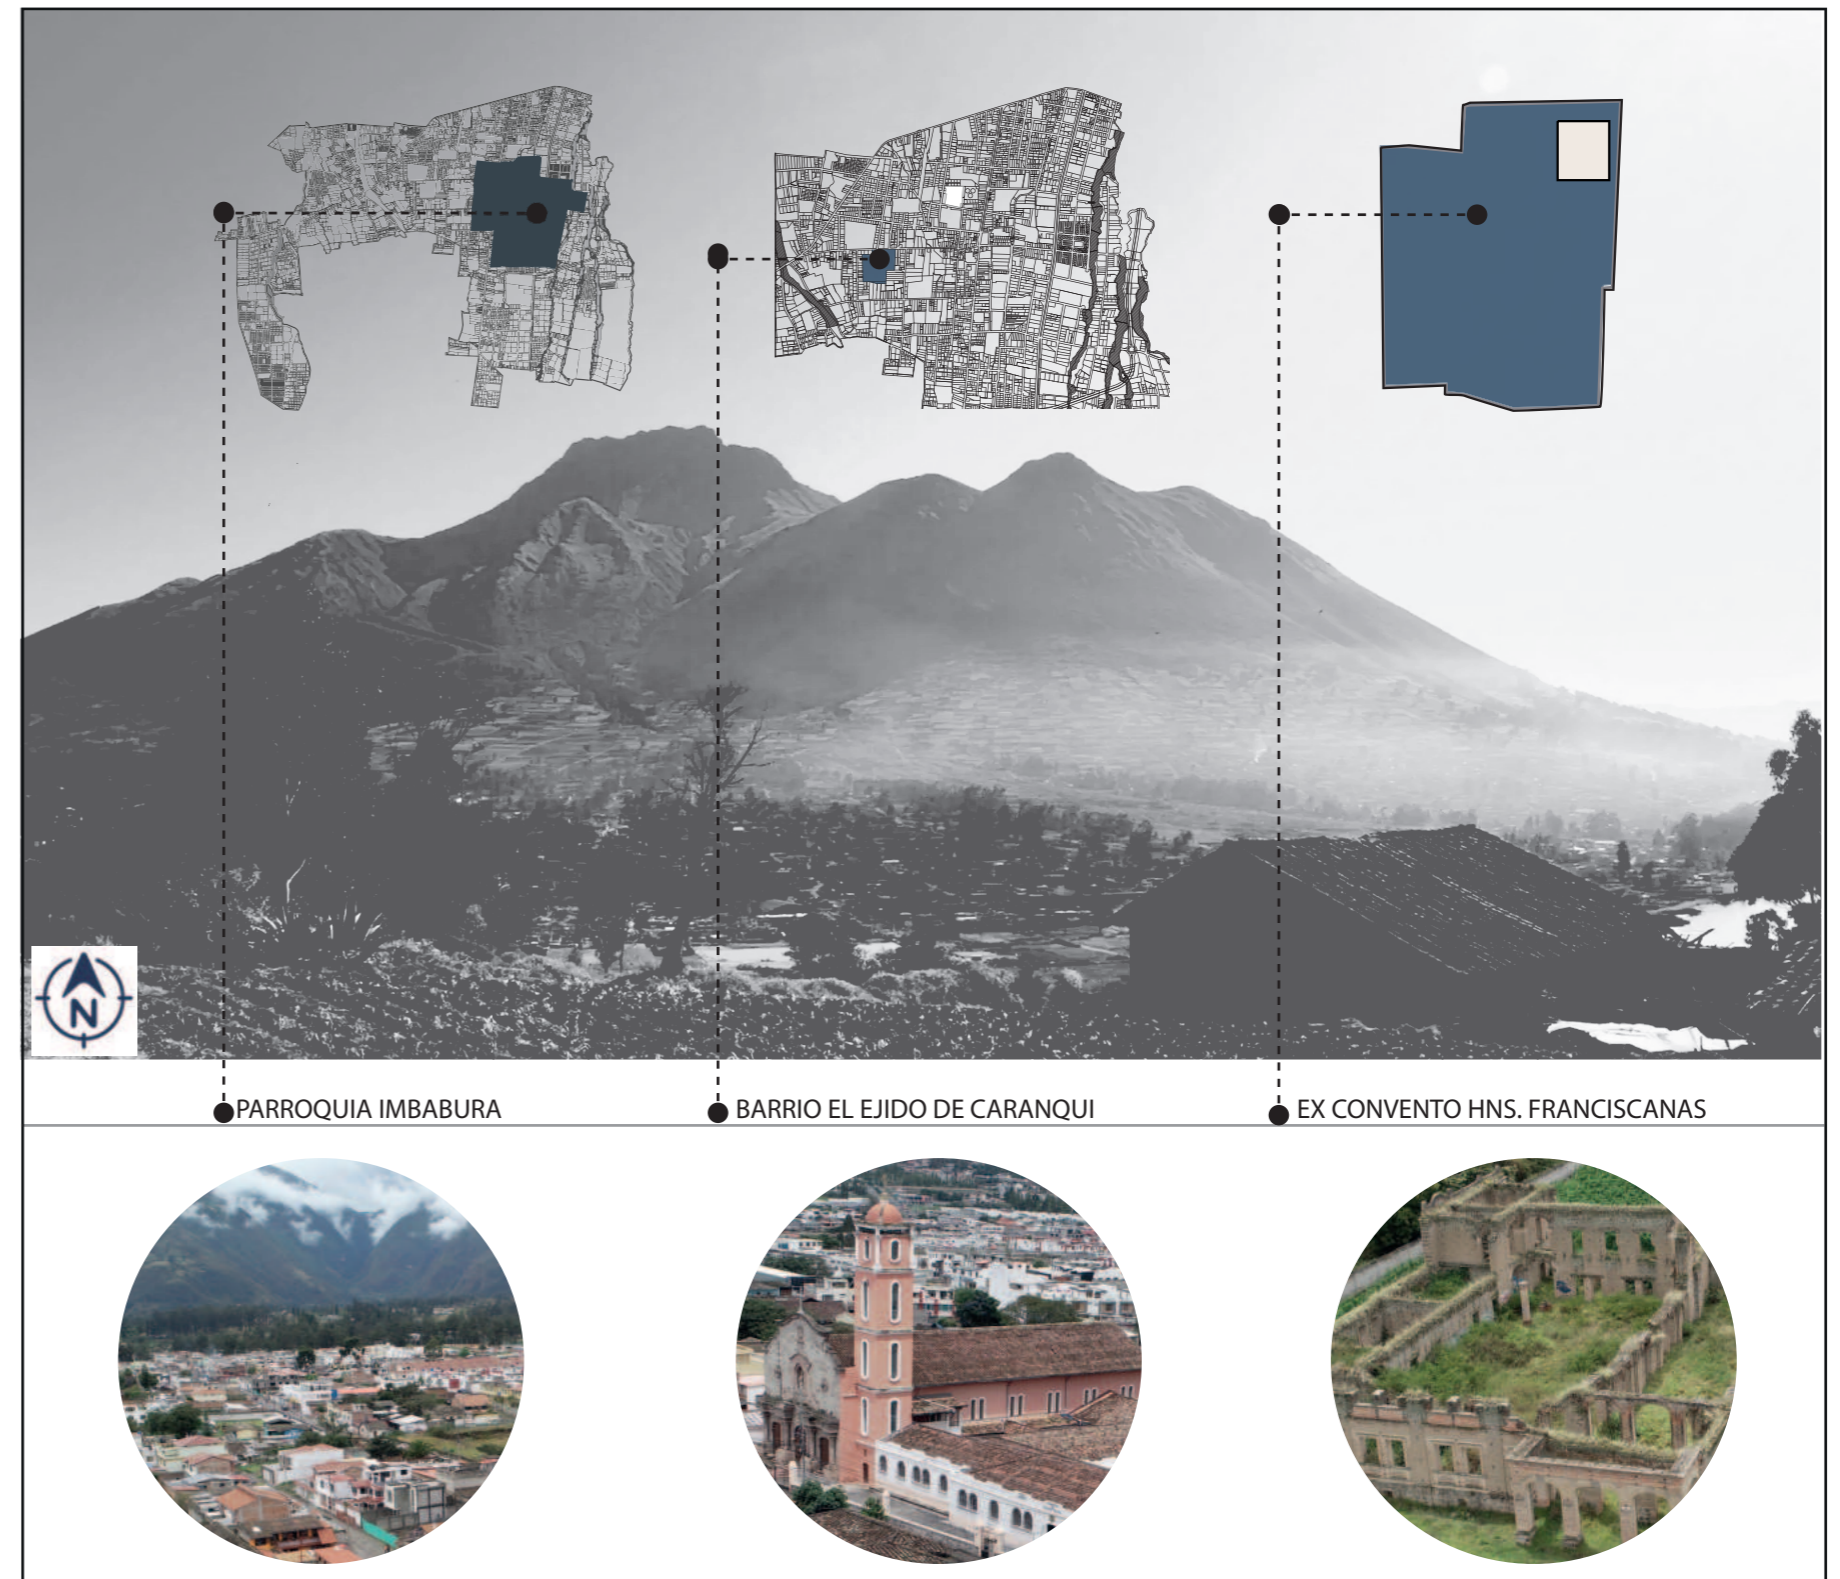 N
PARROQUIA IMBABURA
BARRIO EL EJIDO DE CARANQUI
EX CONVENTO HNS. FRANCISCANAS